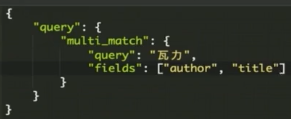 {
    "query": {
        "multi_match": {
            "query": "瓦力",
            "fields": ["author", "title"]
        }
    }
}